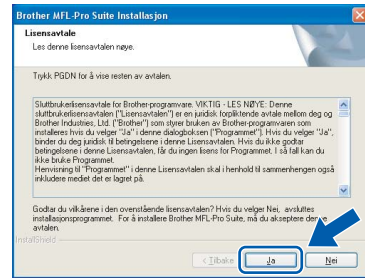 Brother MFL-Pro Suite Installasjon
Lisensavtale
Les denne lisensavtalen nøye.
Trykk PGDN for å vise resten av avtalen.
Sluttbrukerlisensavtale for Brother-programvare. VIKTIG - LES NØYE: Denne
sluttbrukerlisensavtalen ("Lisensavtalen") er en juridisk forpliktende avtale mellom deg og
Brother Industries, Ltd. ("Brother") som styrer bruken av Brother-programvaren som
installeres hvis du velger "Ja" i denne dialogboksen ("Programmet"). Hvis du velger "Ja",
binder du deg juridisk til betingelsene i denne Lisensavtalen. Hvis du ikke godtar
betingelsene i denne Lisensavtalen, får du ingen lisens for Programmet. I så fall kan du
ikke bruke Programmet.
Henvisning til "Programmet" i denne Lisensavtalen skal i henhold til sammenhengen også
inkludere mediet det er lagret på.
Godtar du vilkårene i den ovenstående lisensavtalen? Hvis du velger Nei, avsluttes
installasjonsprogrammet. For å installere Brother MFL-Pro Suite, må du akseptere denne
avtalen.
InstallShield
< Tilbake
Ja
Nei